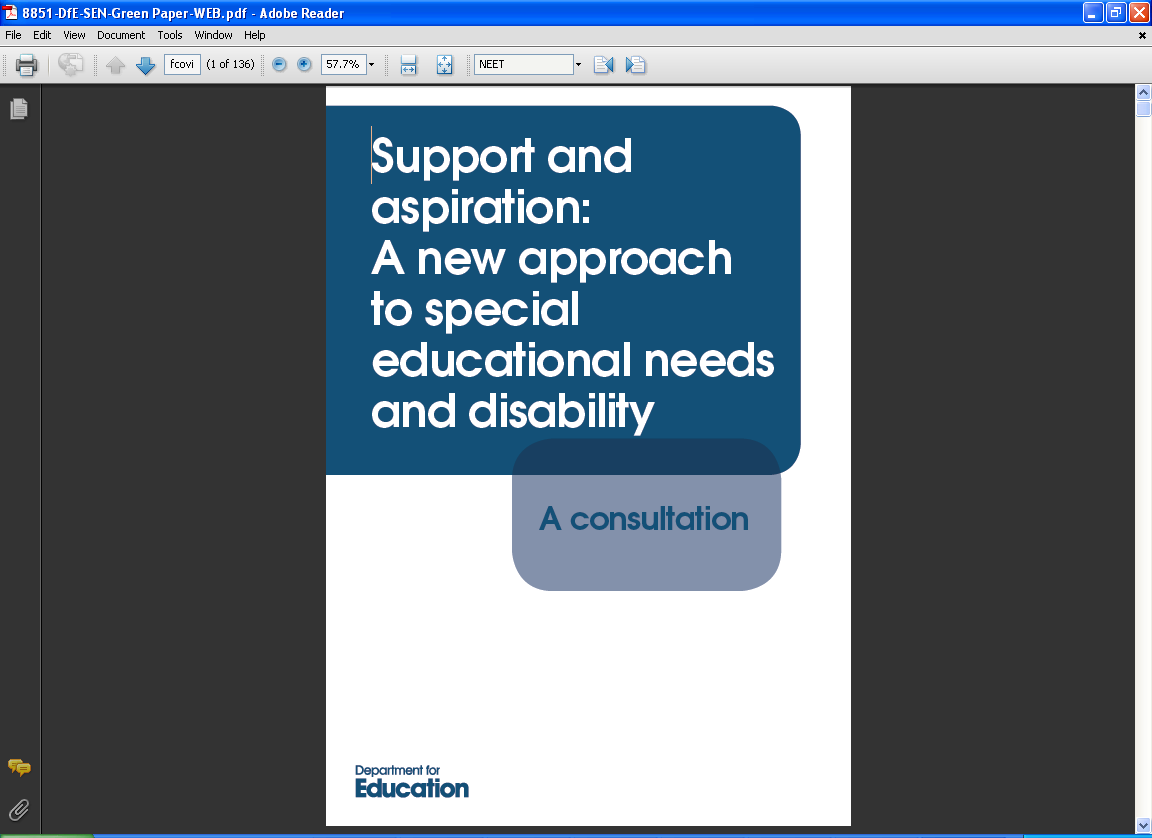 8851-DfE-SEN-Green Paper-WEB.pdf - Adobe Reader
File Edit View Document Tools Window Help
fcovi (1 of 136) 57.7% NEET
Support and
aspiration:
A new approach
to special
educational needs
and disability
A consultation
Department for
Education